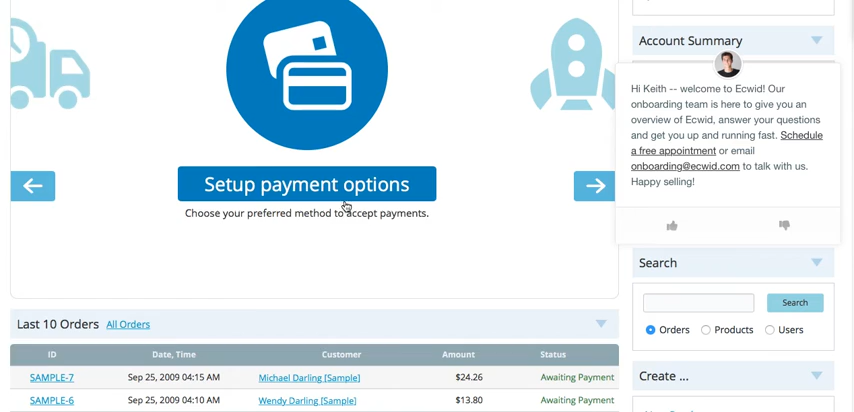 Account Summary
Hi Keith -- welcome to Ecwid! Our
onboarding team is here to give you an
overview of Ecwid, answer your questions
and get you up and running fast. Schedule
a free appointment or email
onboarding@ecwid.com to talk with us.
Happy selling!
Setup payment options
Choose your preferred method to accept payments.
Search
Search
Orders Products Users
Last 10 Orders All Orders
ID Date, Time Customer Amount Status
SAMPLE-7 Sep 25, 2009 04:15 AM Michael Darling [Sample] $24.26 Awaiting Payment
SAMPLE-6 Sep 25, 2009 04:10 AM Wendy Darling [Sample] $13.80 Awaiting Payment
Create ...